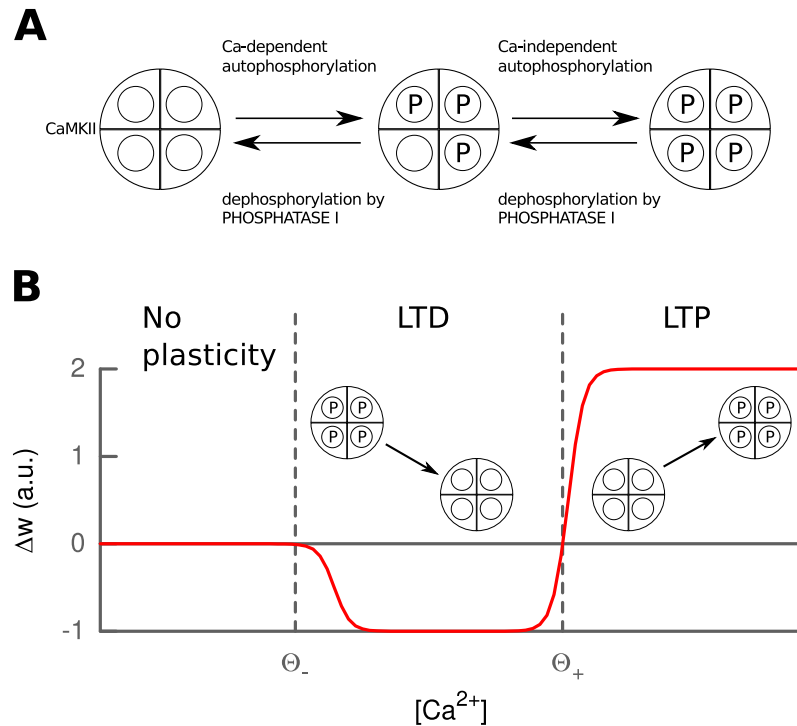 A
Ca-dependent
autophosphorylation
Ca-independent
autophosphorylation
CaMKII
P P
P
P P
P P
dephosphorylation by
PHOSPHATASE I
dephosphorylation by
PHOSPHATASE I
B
No
plasticity
LTD
LTP
2
1
0
-1
Δw (a.u.)
P P
P P
P P
P P
Θ-
Θ+
[Ca2+]